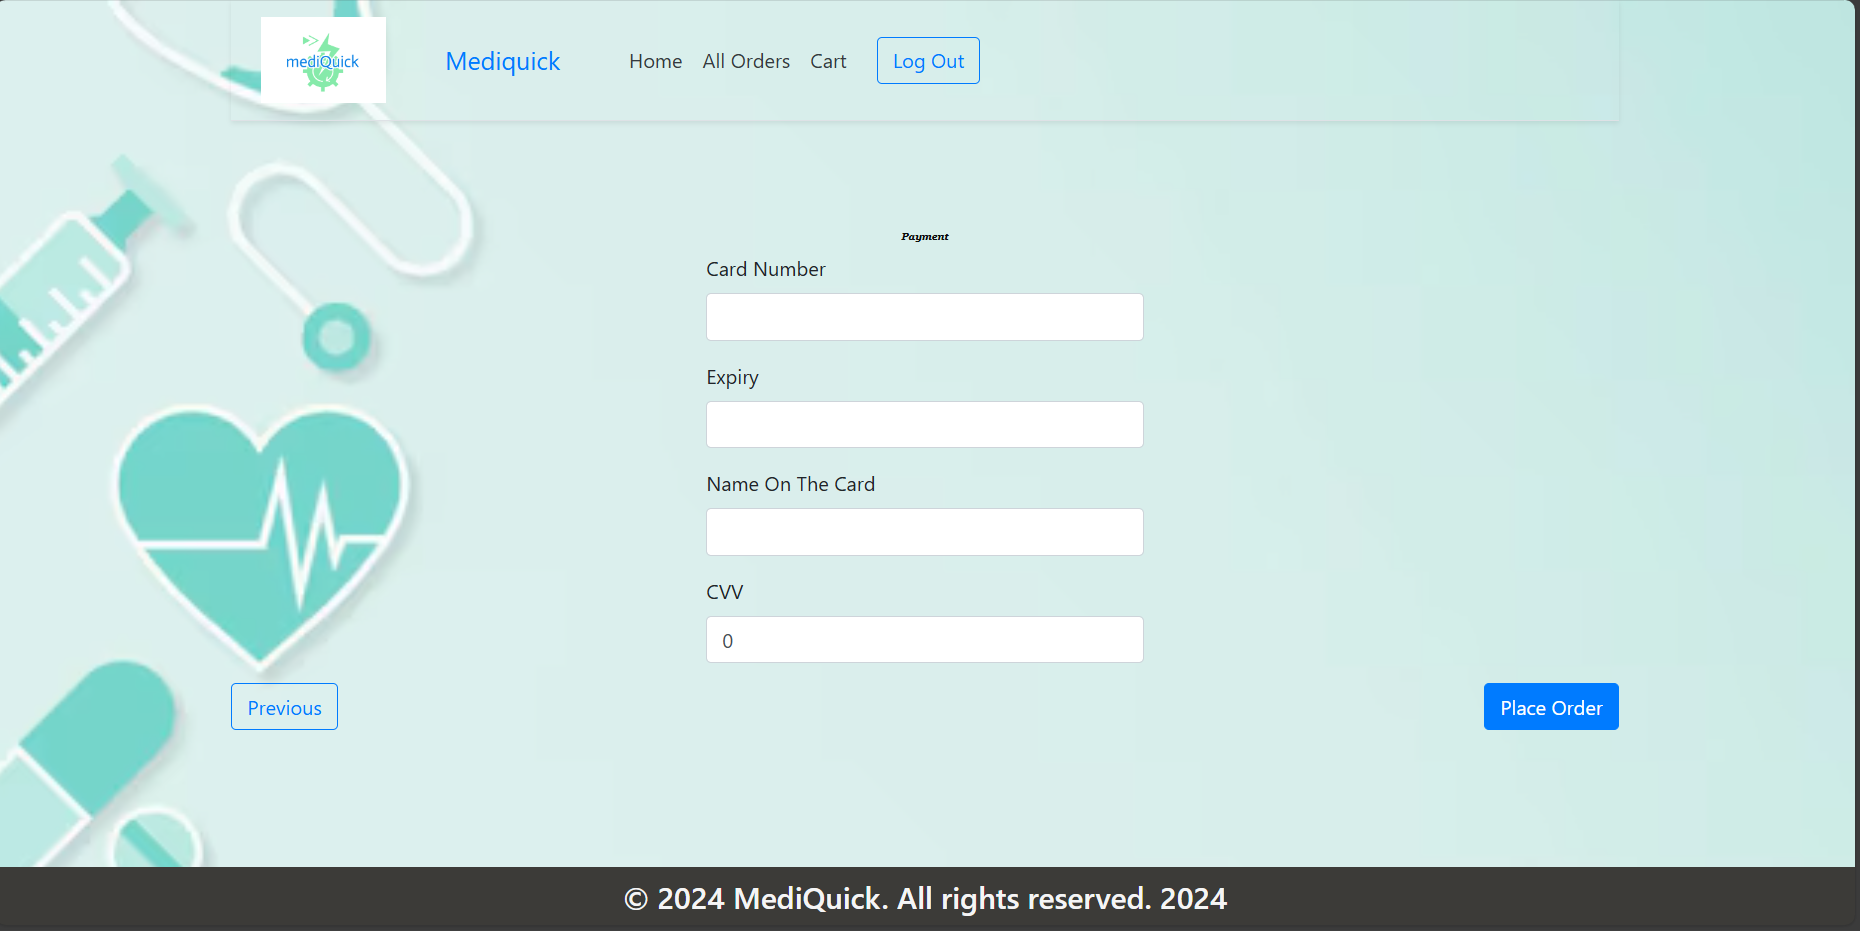 mediQuick
Mediquick
Home
All Orders
Cart
Log Out
Payment
Card Number
Expiry
Name On The Card
CVV
0
Previous
Place Order
© 2024 MediQuick. All rights reserved. 2024